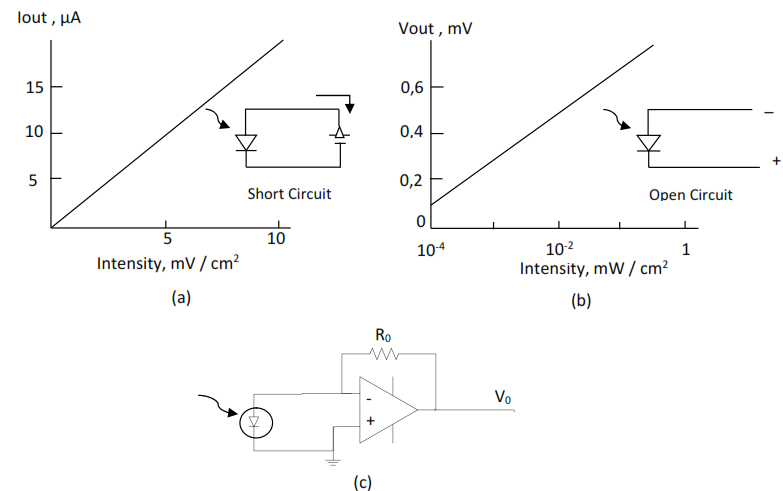 Iout , µA
15
10
5
5
10
Short Circuit
Intensity, mV / cm²
(a)
Vout , mV
0,6
0.4
0,2
0
10⁻⁴
10⁻²
1
−
+
Open Circuit
Intensity, mW / cm²
(b)
R₀
-
+
V₀
(c)